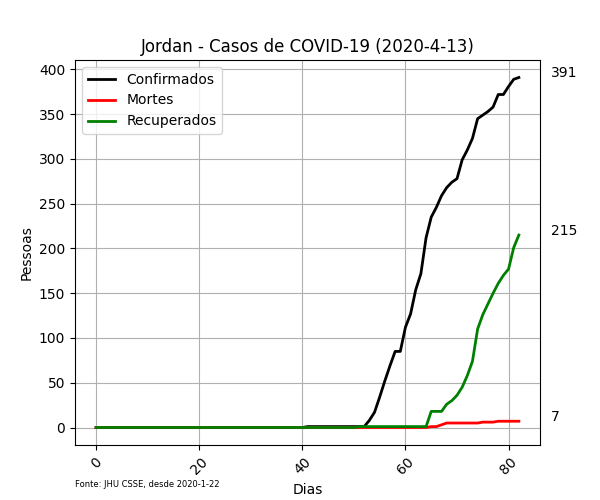 Jordan - Casos de COVID-19 (2020-4-13)
Confirmados
Mortes
Recuperados
400
350
300
250
200
150
100
50
0
Pessoas
391
215
7
0 20 40 60 80
Dias
Fonte: JHU CSSE, desde 2020-1-22